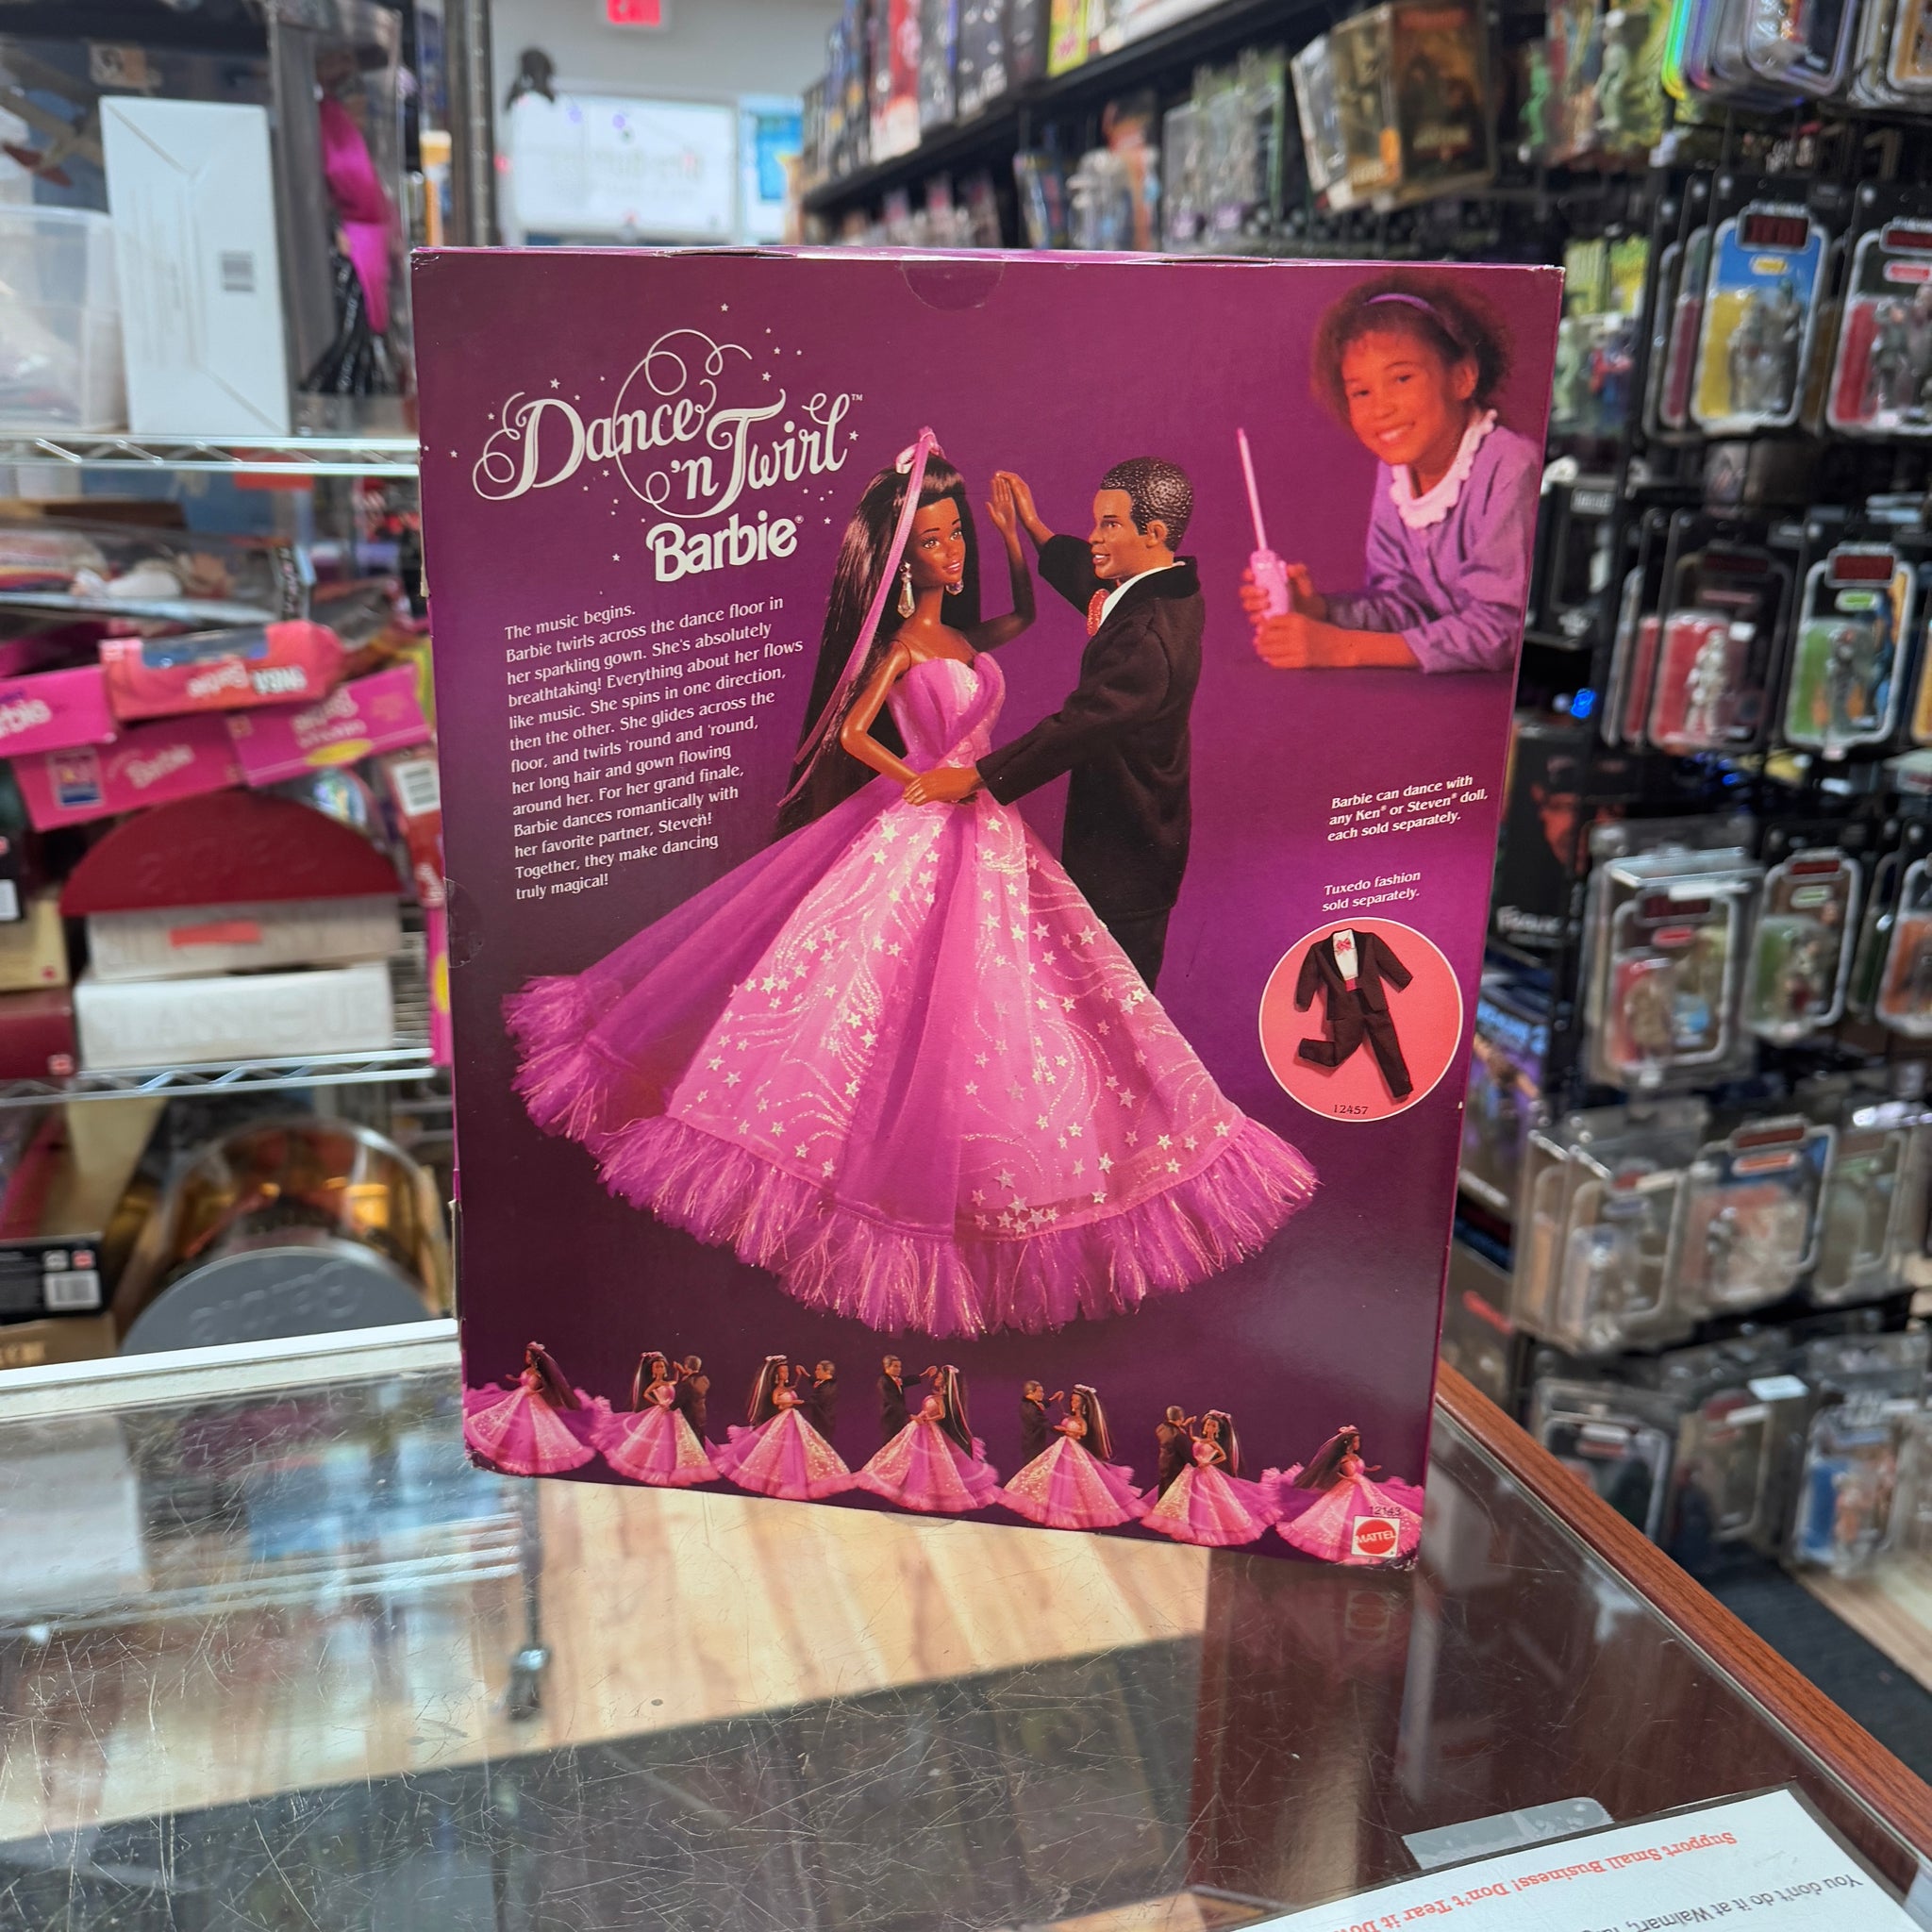 Dance
'n Twirl™
Barbie®
The music begins.
Barbie twirls across the dance floor in
her sparkling gown. She's absolutely
breathtaking! Everything about her flows
like music. She spins in one direction,
then the other. She glides across the
floor, and twirls 'round and 'round,
her long hair and gown flowing
around her. For her grand finale,
Barbie dances romantically with
her favorite partner, Steven!
Together, they make dancing
truly magical!
Barbie can dance with
any Ken® or Steven® doll,
each sold separately.
Tuxedo fashion
sold separately.
12457
12143
MATTEL
Barbie
Support Small Business! Don't Tear it
You don't do it at Walmart,